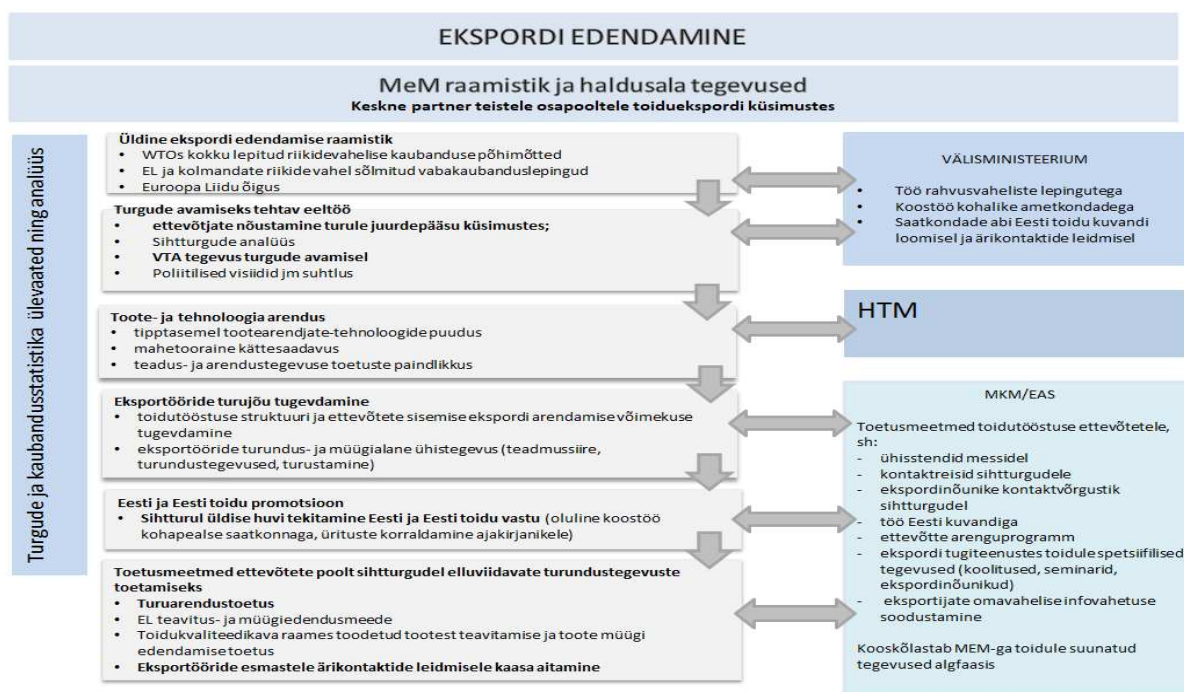 EKSPORDI EDENDAMINE
MeM raamistik ja haldusala tegevused
Keskne partner teistele osapooltele toiduekspordi küsimustes
Turgude ja kaubandusstatistika ülevaated ning analüüs
Üldine ekspordi edendamise raamistik
• WTOs kokku lepitud riikidevahelise kaubanduse põhimõtted
• EL ja kolmandate riikide vahel sõlmitud vabakaubanduslepingud
• Euroopa Liidu õigus
Turgude avamiseks tehtav eeltöö
• ettevõtjate nõustamine turule juurdepääsu küsimustes;
• Sihtturgude analüüs
• VTA tegevus turgude avamisel
• Poliitilised visiidid jm suhtlus
Toote- ja tehnoloogia arendus
• tipptasemel tootearendjate-tehnoloogide puudus
• mahetooraine kättesaadavus
• teadus- ja arendustegevuse toetuste paindlikkus
Eksportööride turujõu tugevdamine
• toidutööstuse struktuuri ja ettevõtete sisemise ekspordi arendamise võimekuse
tugevdamine
• eksportööride turundus- ja müügialane ühistegevus (teadmussiire,
turundustegevused, turustamine)
Eesti ja Eesti toidu promotsioon
• Sihtturul üldise huvi tekitamine Eesti ja Eesti toidu vastu (oluline koostöö
kohapealse saatkonnaga, ürituste korraldamine ajakirjanikele)
Toetusmeetmed ettevõtete poolt sihtturgudel elluviidavate turundustegevuste
toetamiseks
• Turuarendustoetus
• EL teavitus- ja müügiedendusmeede
• Toidukvaliteedikava raames toodetud tootest teavitamise ja toote müügi
edendamise toetus
• Eksportööride esmastele ärikontaktide leidmisele kaasa aitamine
VÄLISMINISTEERIUM
• Töö rahvusvaheliste lepingutega
• Koostöö kohalike ametkondadega
• Saatkondade abi Eesti toidu kuvandi
loomisel ja ärikontaktide leidmisel
HTM
MKM/EAS
Toetusmeetmed toidutööstuse ettevõtetele,
sh:
- ühisstendid messidel
- kontaktreisid sihtturgudele
- ekspordinõunike kontaktvõrgustik
sihtturgudel
- töö Eesti kuvandiga
- ettevõtte arenguprogramm
- ekspordi tugiteenustes toidule spetsiifilised
tegevused (koolitused, seminarid,
ekspordinõunikud)
- eksportijate omavahelise infovahetuse
soodustamine
Kooskõlastab MEM-ga toidule suunatud
tegevused algfaasis